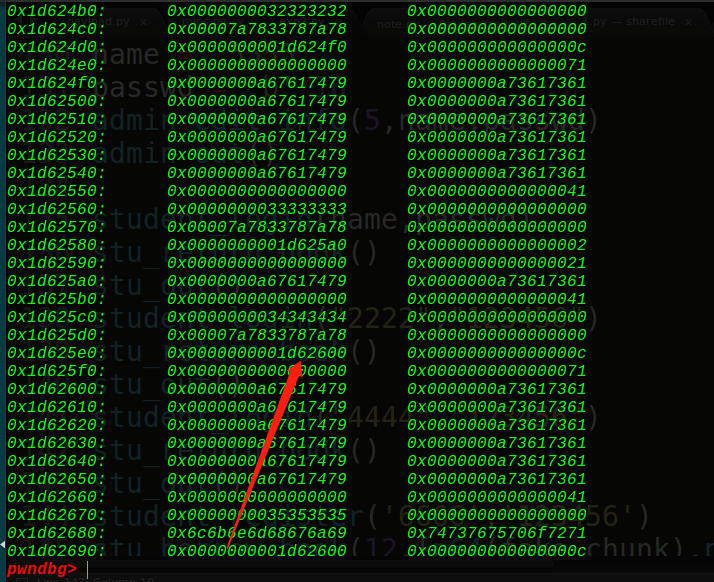 0x1d624b0: 0x0000000032323232 0x0000000000000000
0x1d624c0: 0x00007a7833787a78 0x0000000000000000
0x1d624d0: 0x0000000001d624f0 0x000000000000000c
0x1d624e0: 0x0000000000000000 0x0000000000000071
0x1d624f0: 0x0000000a67617479 0x0000000a73617361
0x1d62500: 0x0000000a67617479 0x0000000a73617361
0x1d62510: 0x0000000a67617479 0x0000000a73617361
0x1d62520: 0x0000000a67617479 0x0000000a73617361
0x1d62530: 0x0000000a67617479 0x0000000a73617361
0x1d62540: 0x0000000a67617479 0x0000000a73617361
0x1d62550: 0x0000000000000000 0x0000000000000041
0x1d62560: 0x0000000033333333 0x0000000000000000
0x1d62570: 0x00007a7833787a78 0x0000000000000000
0x1d62580: 0x0000000001d625a0 0x0000000000000002
0x1d62590: 0x0000000000000000 0x0000000000000021
0x1d625a0: 0x0000000a67617479 0x0000000a73617361
0x1d625b0: 0x0000000000000000 0x0000000000000041
0x1d625c0: 0x0000000034343434 0x0000000000000000
0x1d625d0: 0x00007a7833787a78 0x0000000000000000
0x1d625e0: 0x0000000001d62600 0x000000000000000c
0x1d625f0: 0x0000000000000000 0x0000000000000071
0x1d62600: 0x0000000a67617479 0x0000000a73617361
0x1d62610: 0x0000000a67617479 0x0000000a73617361
0x1d62620: 0x0000000a67617479 0x0000000a73617361
0x1d62630: 0x0000000a67617479 0x0000000a73617361
0x1d62640: 0x0000000a67617479 0x0000000a73617361
0x1d62650: 0x0000000a67617479 0x0000000a73617361
0x1d62660: 0x0000000000000000 0x0000000000000041
0x1d62670: 0x0000000035353535 0x0000000000000000
0x1d62680: 0x6c6b6e6d68676a69 0x74737675706f7271
0x1d62690: 0x0000000001d62600 0x000000000000000c
pwndbg>